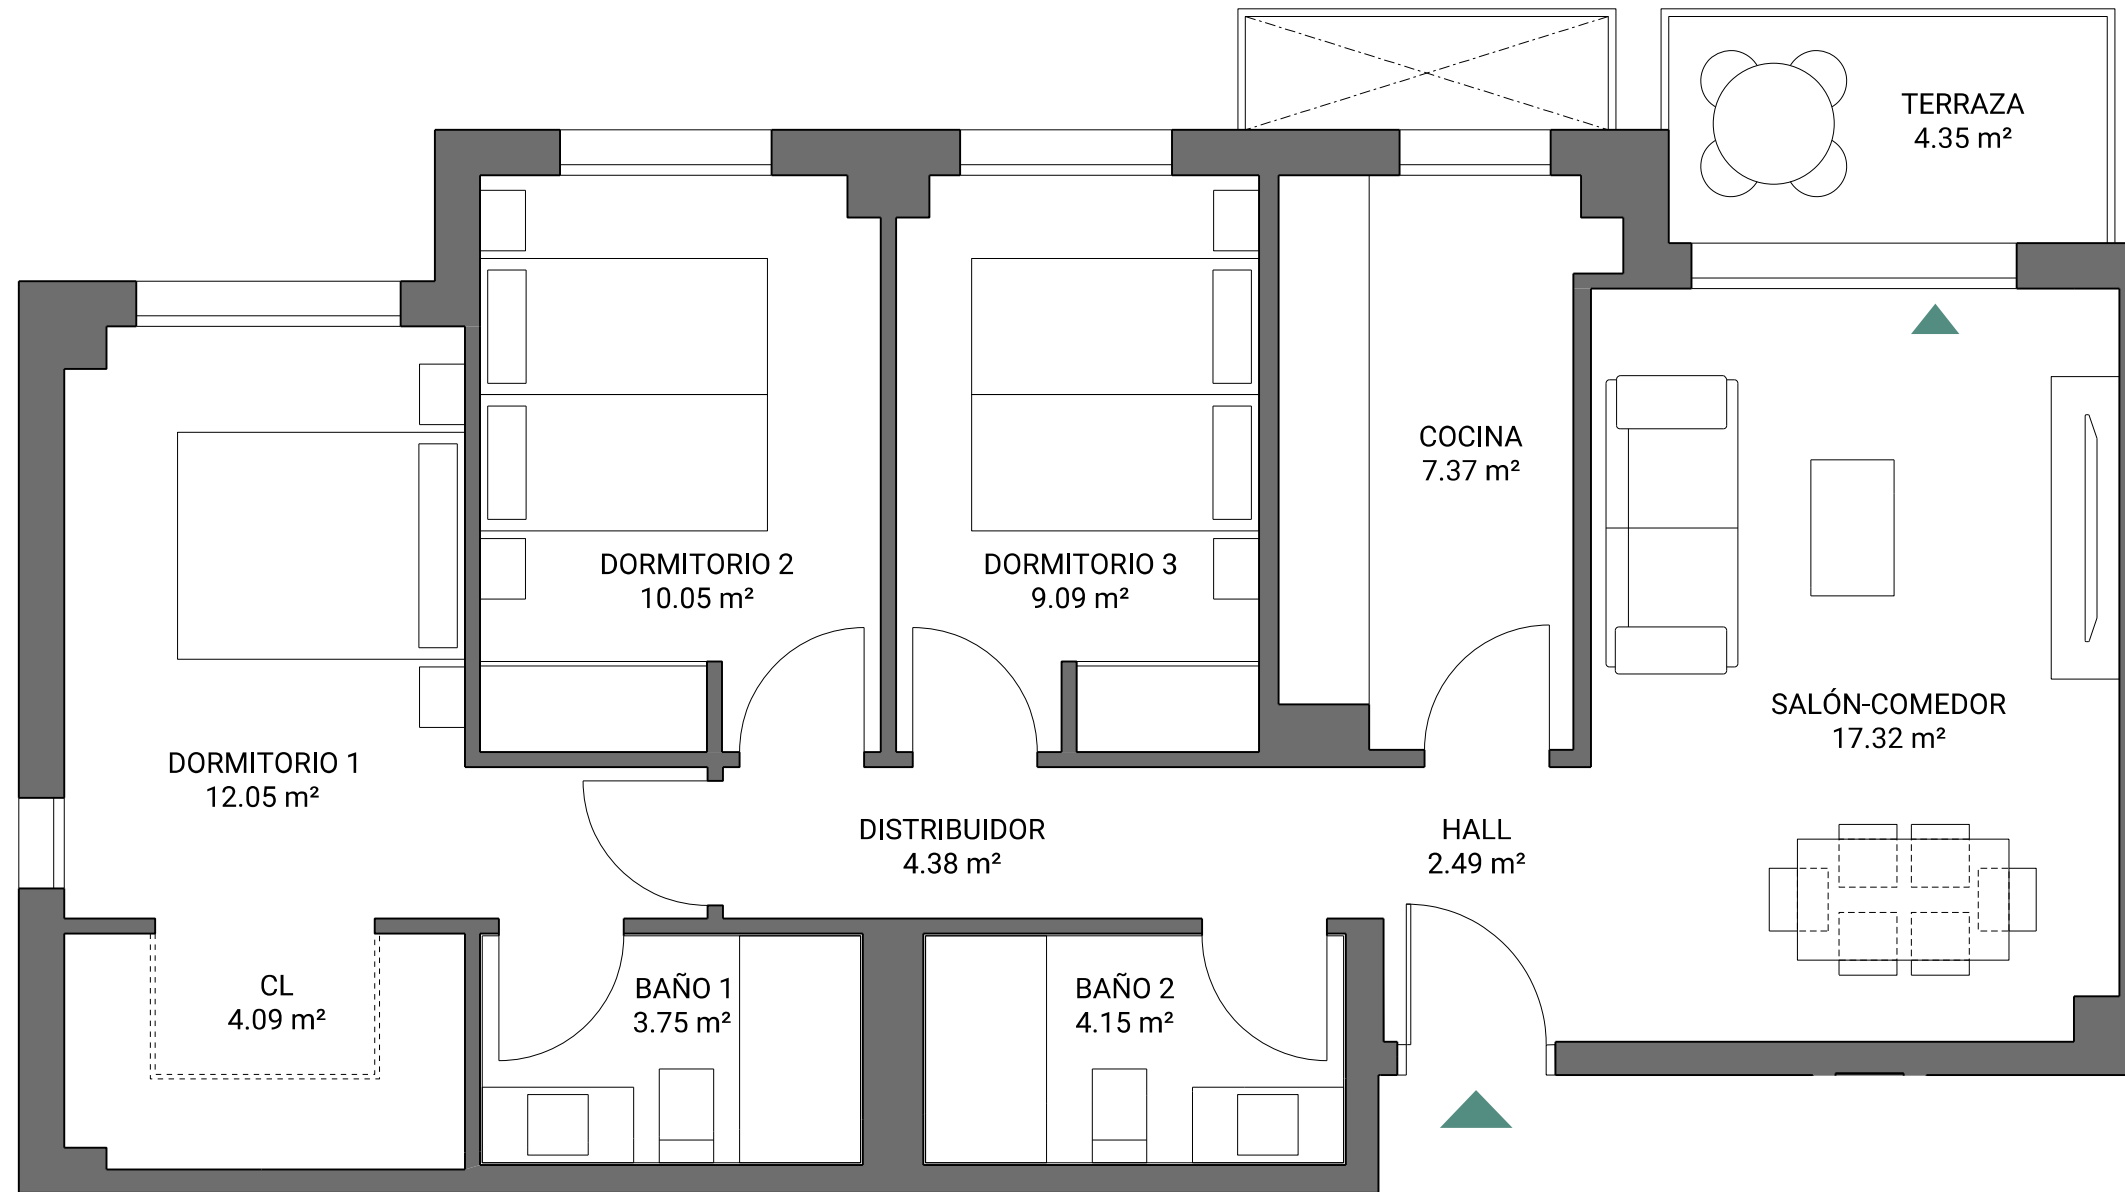 TERRAZA
4.35 m²
COCINA
7.37 m²
DORMITORIO 2
10.05 m²
DORMITORIO 3
9.09 m²
SALÓN-COMEDOR
17.32 m²
DORMITORIO 1
12.05 m²
DISTRIBUIDOR
4.38 m²
HALL
2.49 m²
CL
4.09 m²
BAÑO 1
3.75 m²
BAÑO 2
4.15 m²